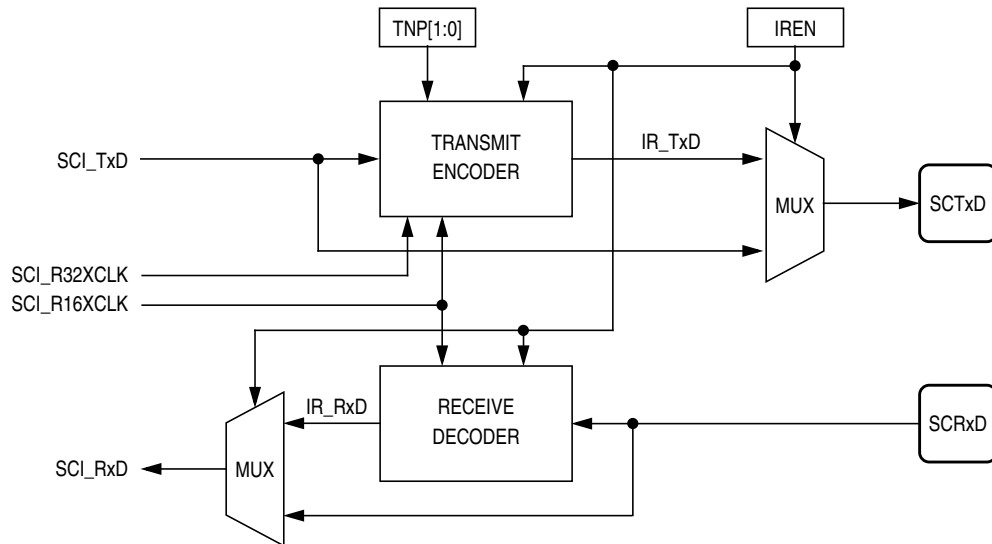 TNP[1:0]
IREN
TRANSMIT
ENCODER
IR_TxD
SCI_TxD
MUX
SCTxD
SCI_R32XCLK
SCI_R16XCLK
IR_RxD
RECEIVE
DECODER
SCRxD
MUX
SCI_RxD